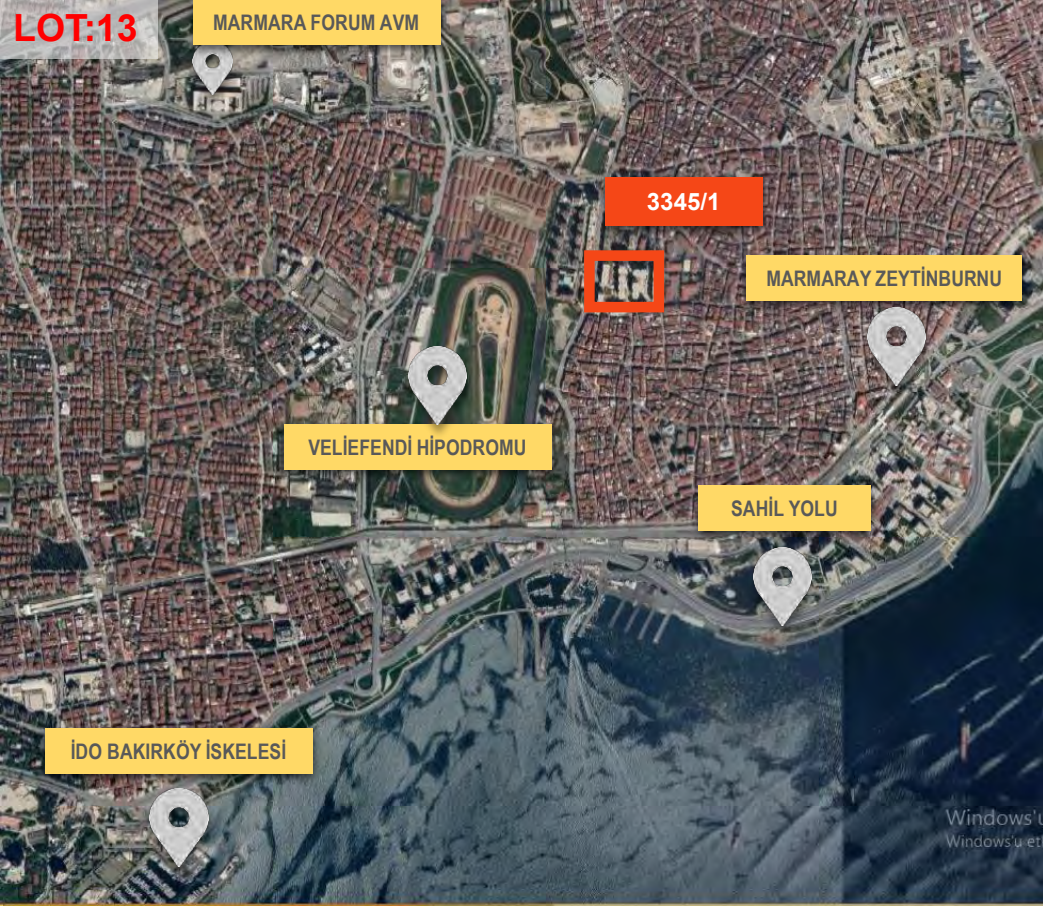 LOT:13
MARMARA FORUM AVM
3345/1
MARMARAY ZEYTİNBURNU
VELİEFENDİ HİPODROMU
SAHİL YOLU
İDO BAKIRKÖY İSKELESİ
Windows'u
Windows'u